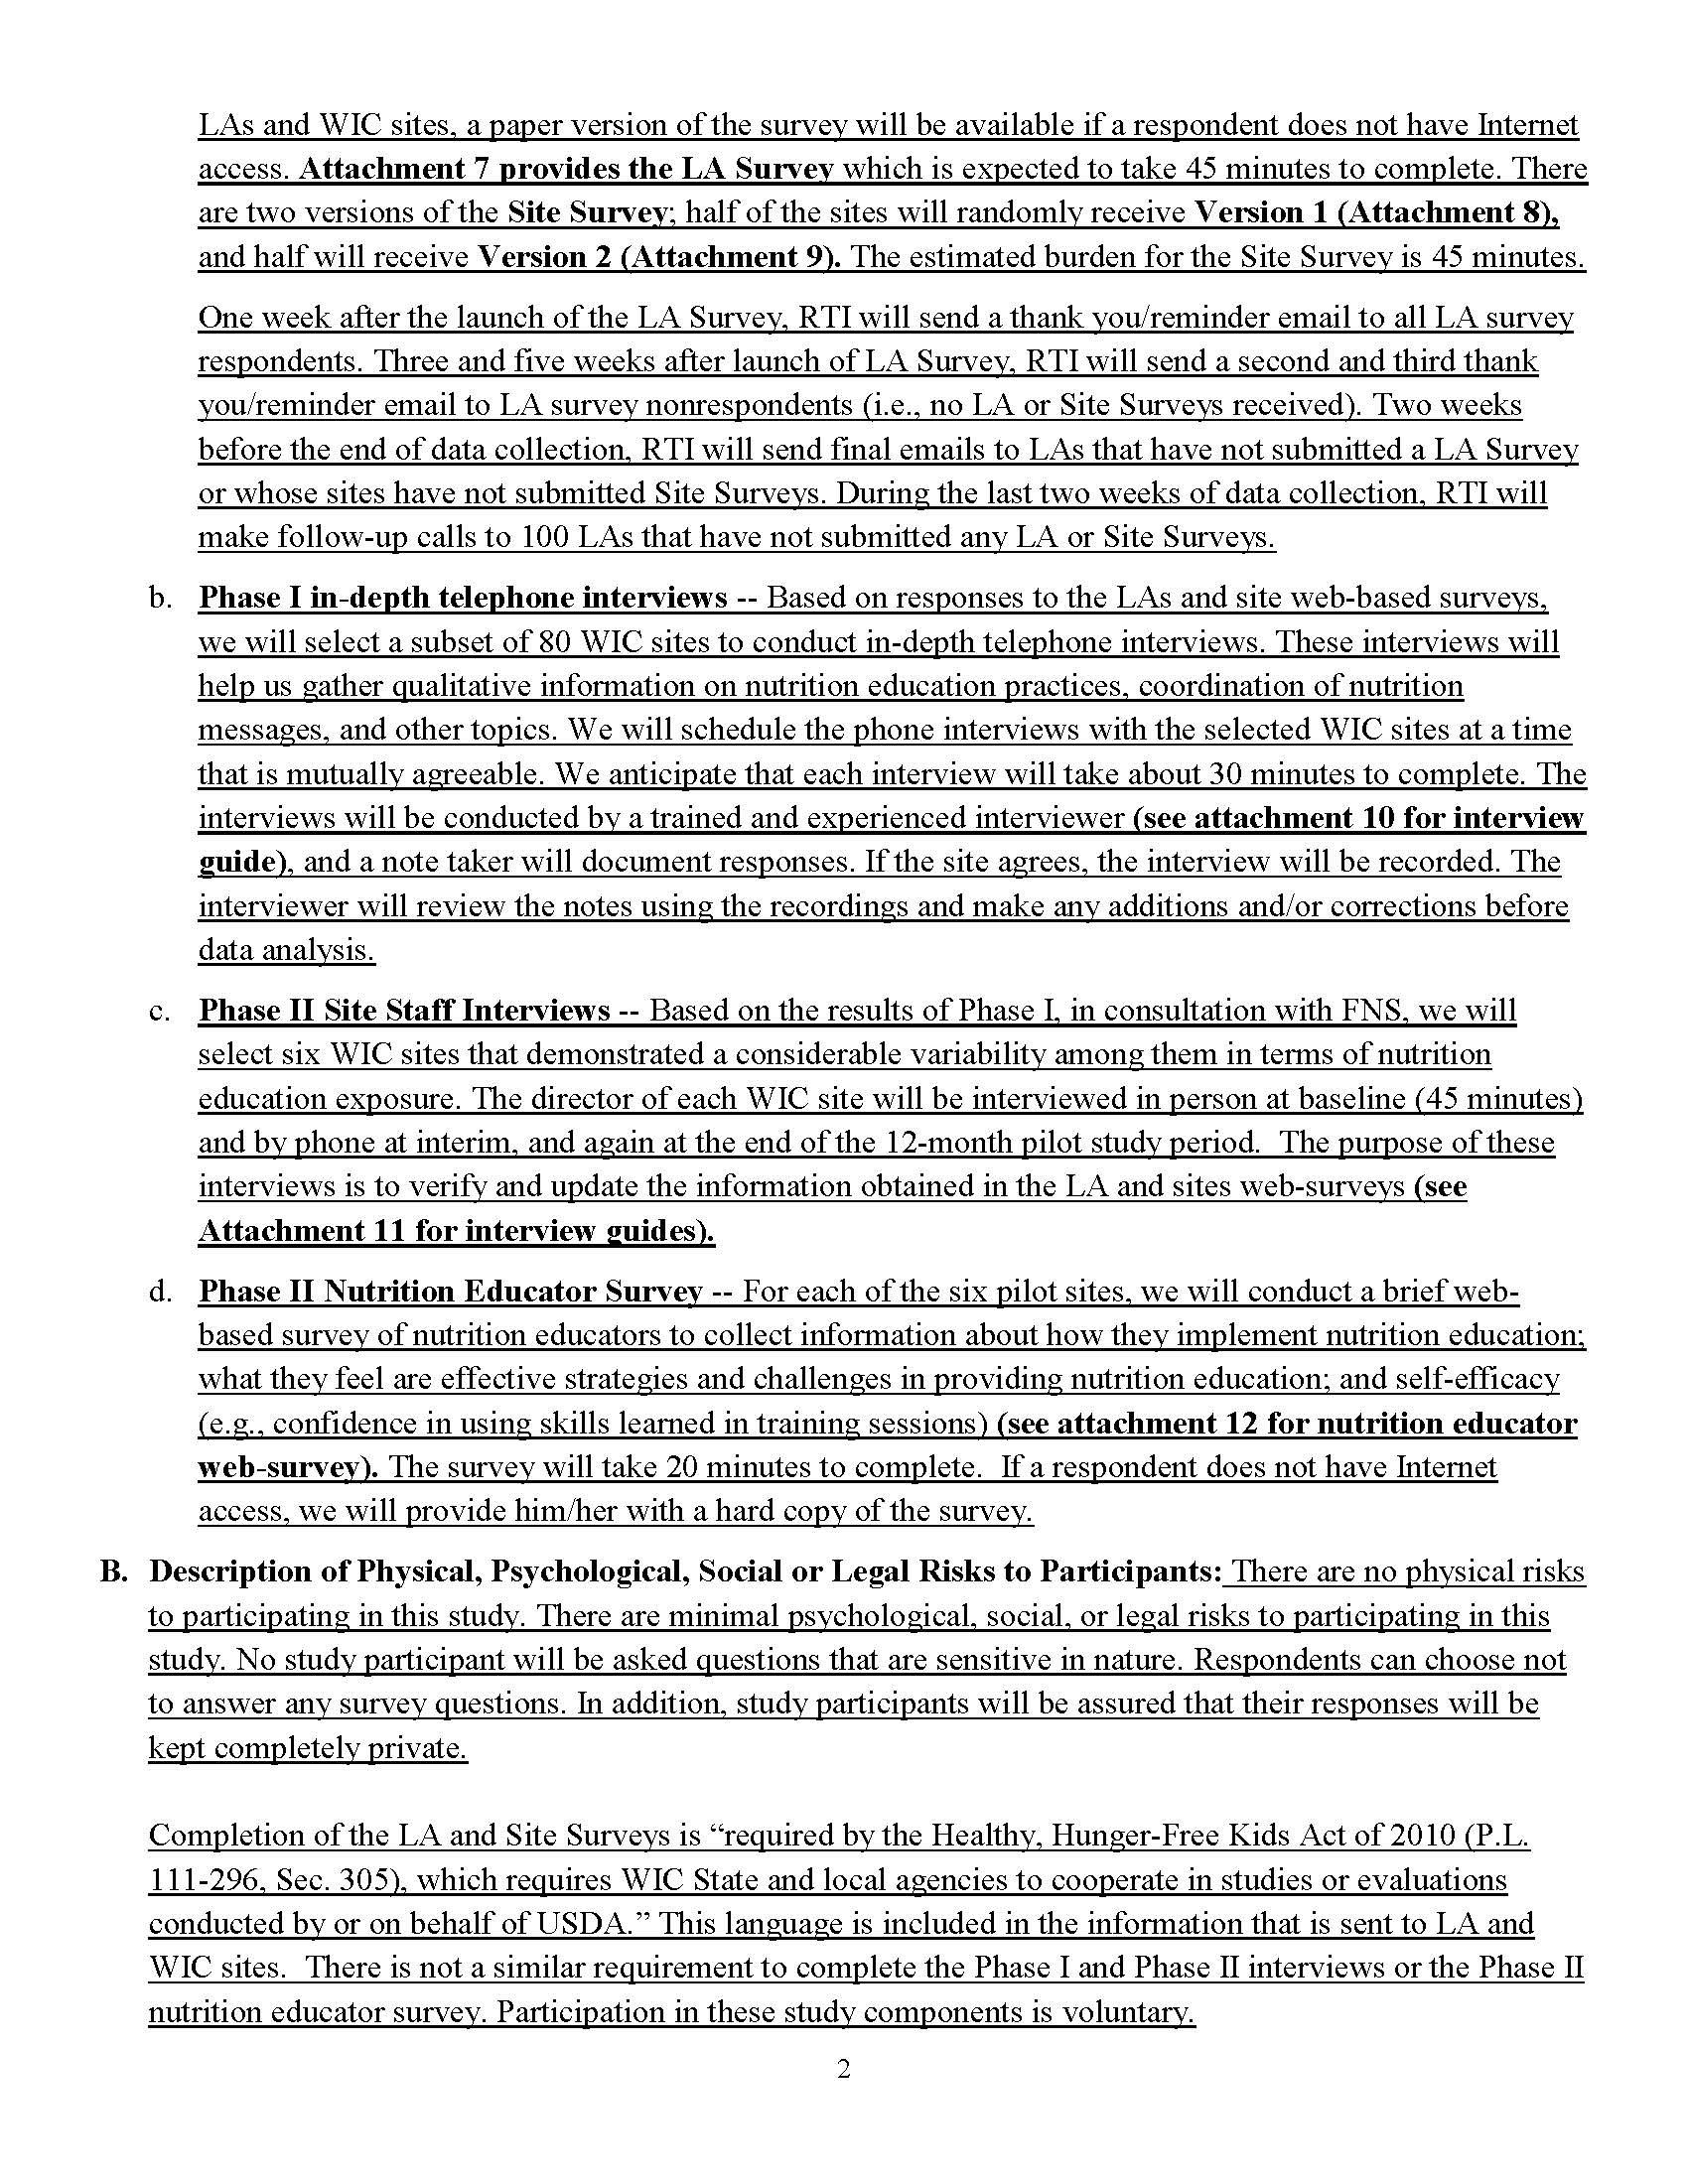 LAs and WIC sites, a paper version of the survey will be available if a respondent does not have Internet
access. Attachment 7 provides the LA Survey which is expected to take 45 minutes to complete. There
are two versions of the Site Survey; half of the sites will randomly receive Version 1 (Attachment 8),
and half will receive Version 2 (Attachment 9). The estimated burden for the Site Survey is 45 minutes.
One week after the launch of the LA Survey, RTI will send a thank you/reminder email to all LA survey
respondents. Three and five weeks after launch of LA Survey, RTI will send a second and third thank
you/reminder email to LA survey nonrespondents (i.e., no LA or Site Surveys received). Two weeks
before the end of data collection, RTI will send final emails to LAs that have not submitted a LA Survey
or whose sites have not submitted Site Surveys. During the last two weeks of data collection, RTI will
make follow-up calls to 100 LAs that have not submitted any LA or Site Surveys.
b. Phase I in-depth telephone interviews -- Based on responses to the LAs and site web-based surveys,
we will select a subset of 80 WIC sites to conduct in-depth telephone interviews. These interviews will
help us gather qualitative information on nutrition education practices, coordination of nutrition
messages, and other topics. We will schedule the phone interviews with the selected WIC sites at a time
that is mutually agreeable. We anticipate that each interview will take about 30 minutes to complete. The
interviews will be conducted by a trained and experienced interviewer (see attachment 10 for interview
guide), and a note taker will document responses. If the site agrees, the interview will be recorded. The
interviewer will review the notes using the recordings and make any additions and/or corrections before
data analysis.
c. Phase II Site Staff Interviews -- Based on the results of Phase I, in consultation with FNS, we will
select six WIC sites that demonstrated a considerable variability among them in terms of nutrition
education exposure. The director of each WIC site will be interviewed in person at baseline (45 minutes)
and by phone at interim, and again at the end of the 12-month pilot study period.  The purpose of these
interviews is to verify and update the information obtained in the LA and sites web-surveys (see
Attachment 11 for interview guides).
d. Phase II Nutrition Educator Survey -- For each of the six pilot sites, we will conduct a brief web-
based survey of nutrition educators to collect information about how they implement nutrition education;
what they feel are effective strategies and challenges in providing nutrition education; and self-efficacy
(e.g., confidence in using skills learned in training sessions) (see attachment 12 for nutrition educator
web-survey). The survey will take 20 minutes to complete.  If a respondent does not have Internet
access, we will provide him/her with a hard copy of the survey.
B. Description of Physical, Psychological, Social or Legal Risks to Participants: There are no physical risks
to participating in this study. There are minimal psychological, social, or legal risks to participating in this
study. No study participant will be asked questions that are sensitive in nature. Respondents can choose not
to answer any survey questions. In addition, study participants will be assured that their responses will be
kept completely private.
Completion of the LA and Site Surveys is “required by the Healthy, Hunger-Free Kids Act of 2010 (P.L.
111-296, Sec. 305), which requires WIC State and local agencies to cooperate in studies or evaluations
conducted by or on behalf of USDA.” This language is included in the information that is sent to LA and
WIC sites.  There is not a similar requirement to complete the Phase I and Phase II interviews or the Phase II
nutrition educator survey. Participation in these study components is voluntary.
2